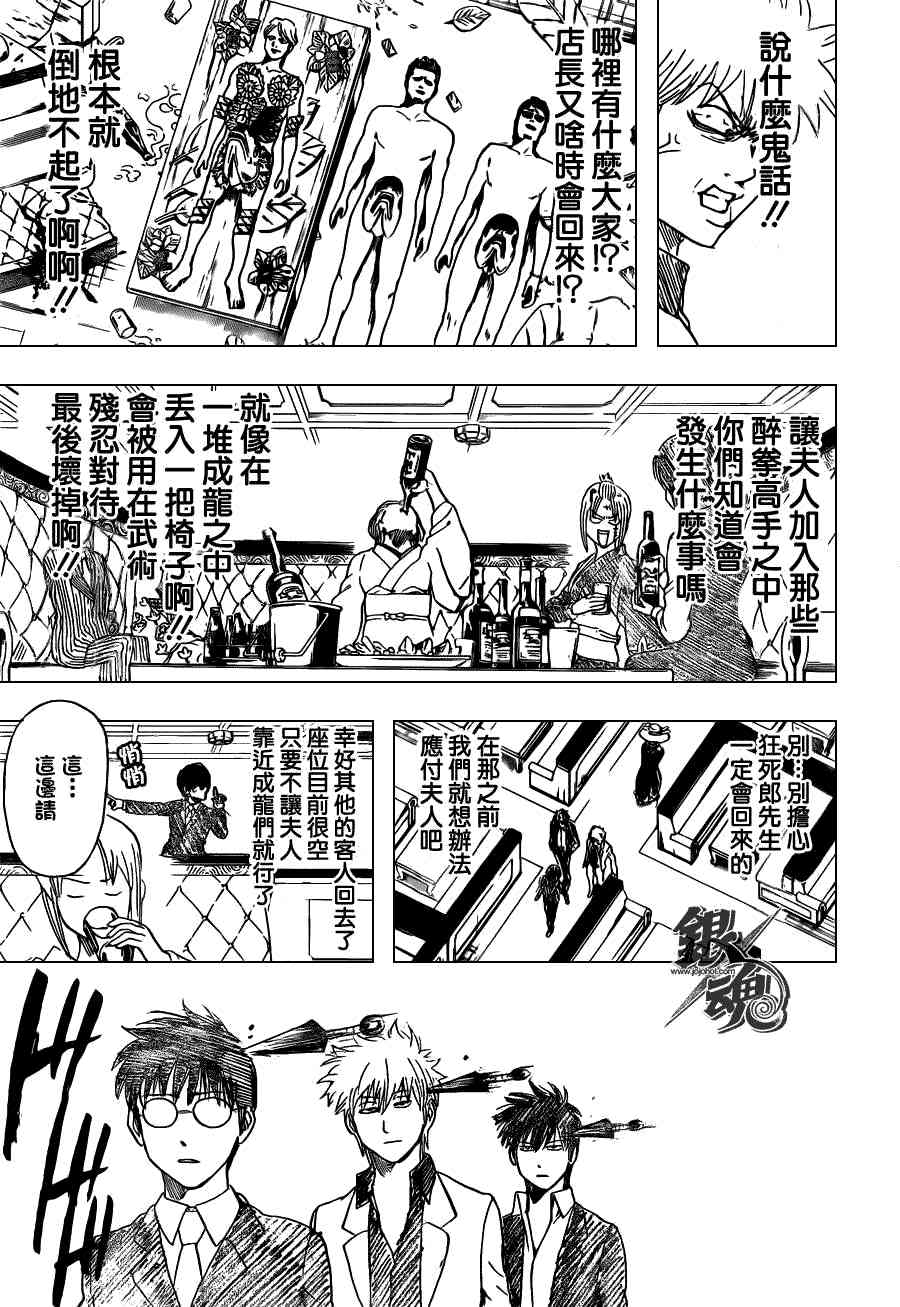 說什麼鬼話!!
哪裡有什麼大家!?
店長又啥時會回來!?
根本就
倒地不起了啊啊!!
讓夫人加入那些
醉拳高手之中
你們知道會
發生什麼事嗎
就像在
一堆成龍之中
丟入一把椅子啊!!
會被用在武術
殘忍對待
最後壞掉啊!!
別…別擔心
狂死郎先生
一定會回來的
在那之前
我們就想辦法
應付夫人吧
幸好其他的客人回去了
座位目前很空
只要不讓夫人
靠近成龍們就行了
悄悄
這…
這邊請
銀魂
www.jojohot.com